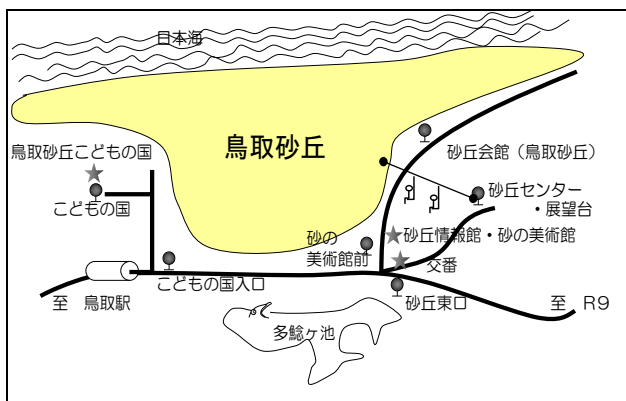 日本海
鳥取砂丘
鳥取砂丘こどもの国
こどもの国
砂丘会館（鳥取砂丘）
砂丘センター
・展望台
砂の
美術館前
砂丘情報館・砂の美術館
交番
こどもの国入口
至　鳥取駅
砂丘東口
至　R9
多鯰ヶ池